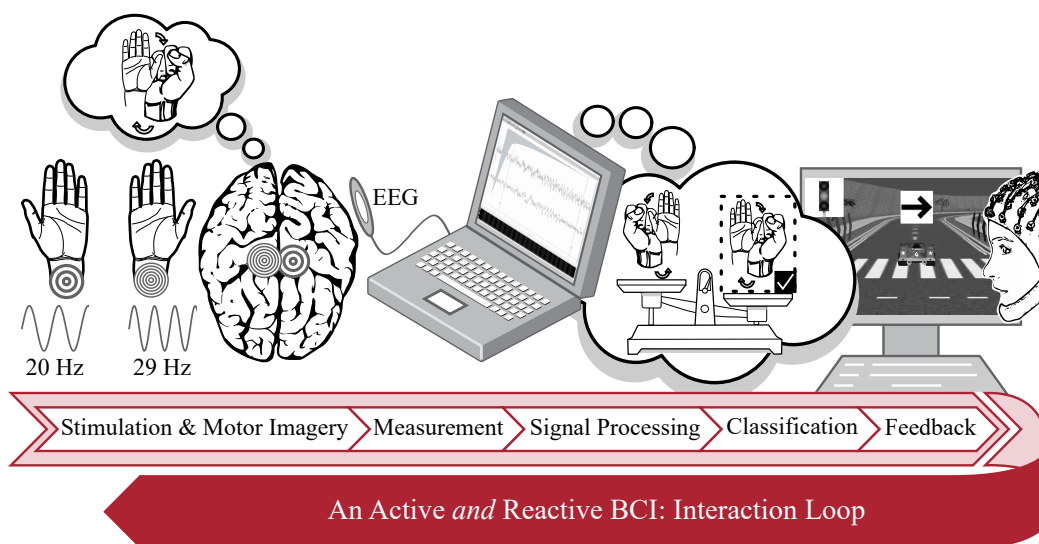 EEG
20 Hz
29 Hz
Stimulation & Motor Imagery
Measurement
Signal Processing
Classification
Feedback
An Active and Reactive BCI: Interaction Loop